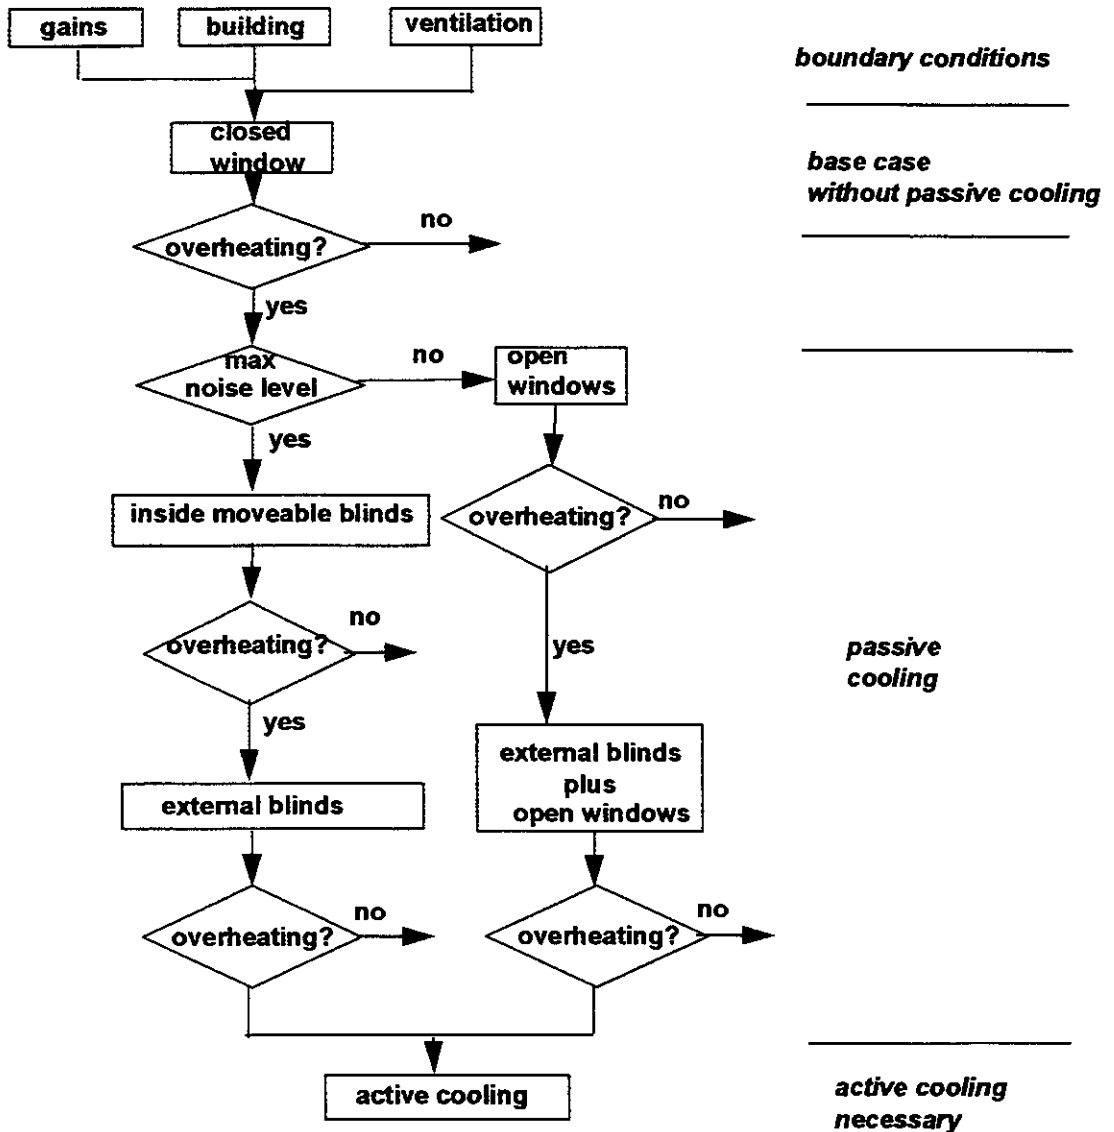 gains
building
ventilation
boundary conditions
closed
window
base case
without passive cooling
overheating?
no
yes
max
noise level
no
open
windows
yes
inside moveable blinds
overheating?
no
overheating?
no
yes
passive
cooling
yes
external blinds
plus
open windows
external blinds
overheating?
no
overheating?
no
active cooling
active cooling
necessary